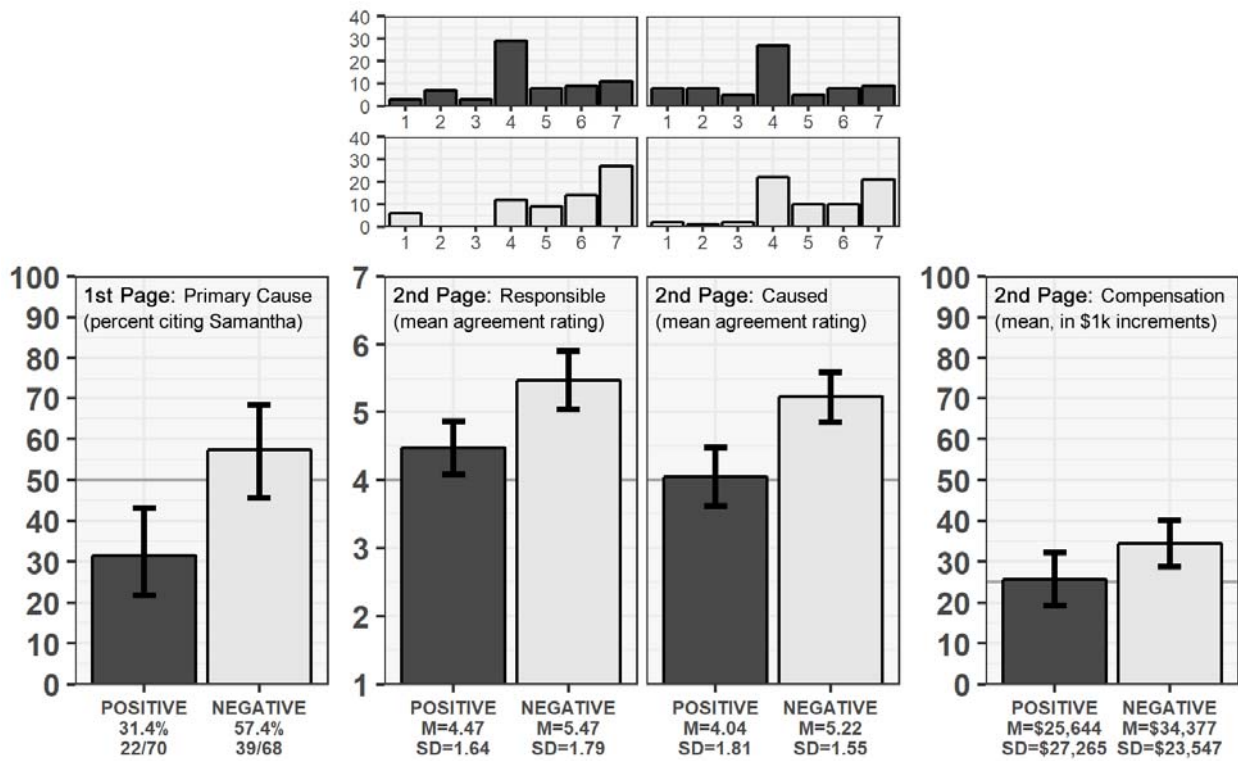 40
30
20
10
0
1 2 3 4 5 6 7
1 2 3 4 5 6 7
40
30
20
10
0
1 2 3 4 5 6 7
1 2 3 4 5 6 7
100
90
80
70
60
50
40
30
20
10
0
1st Page: Primary Cause
(percent citing Samantha)
POSITIVE NEGATIVE
31.4% 57.4%
22/70 39/68
7
6
5
4
3
2
1
2nd Page: Responsible
(mean agreement rating)
POSITIVE NEGATIVE
M=4.47 M=5.47
SD=1.64 SD=1.79
2nd Page: Caused
(mean agreement rating)
POSITIVE NEGATIVE
M=4.04 M=5.22
SD=1.81 SD=1.55
100
90
80
70
60
50
40
30
20
10
0
2nd Page: Compensation
(mean, in $1k increments)
POSITIVE NEGATIVE
M=$25,644 M=$34,377
SD=$27,265 SD=$23,547